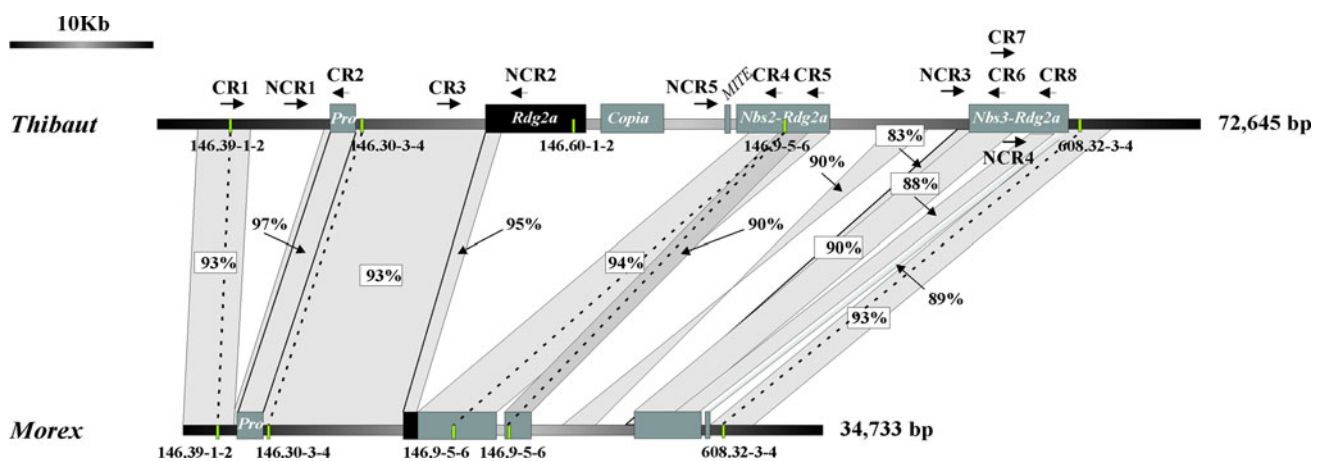 10Kb
CR7
CR1 NCR1 CR2 CR3 NCR2 NCR5 MITE CR4 CR5 NCR3 CR6 CR8
Thibaut Pro Rdg2a Copia Nbs2-Rdg2a Nbs3-Rdg2a 72,645 bp
146.39-1-2 146.30-3-4 146.60-1-2 146.9-5-6 NCR4 608.32-3-4
83%
90%
88%
97% 95% 90%
90%
93% 93% 94%
89%
93%
Morex Pro 34,733 bp
146.39-1-2 146.30-3-4 146.9-5-6 146.9-5-6 608.32-3-4